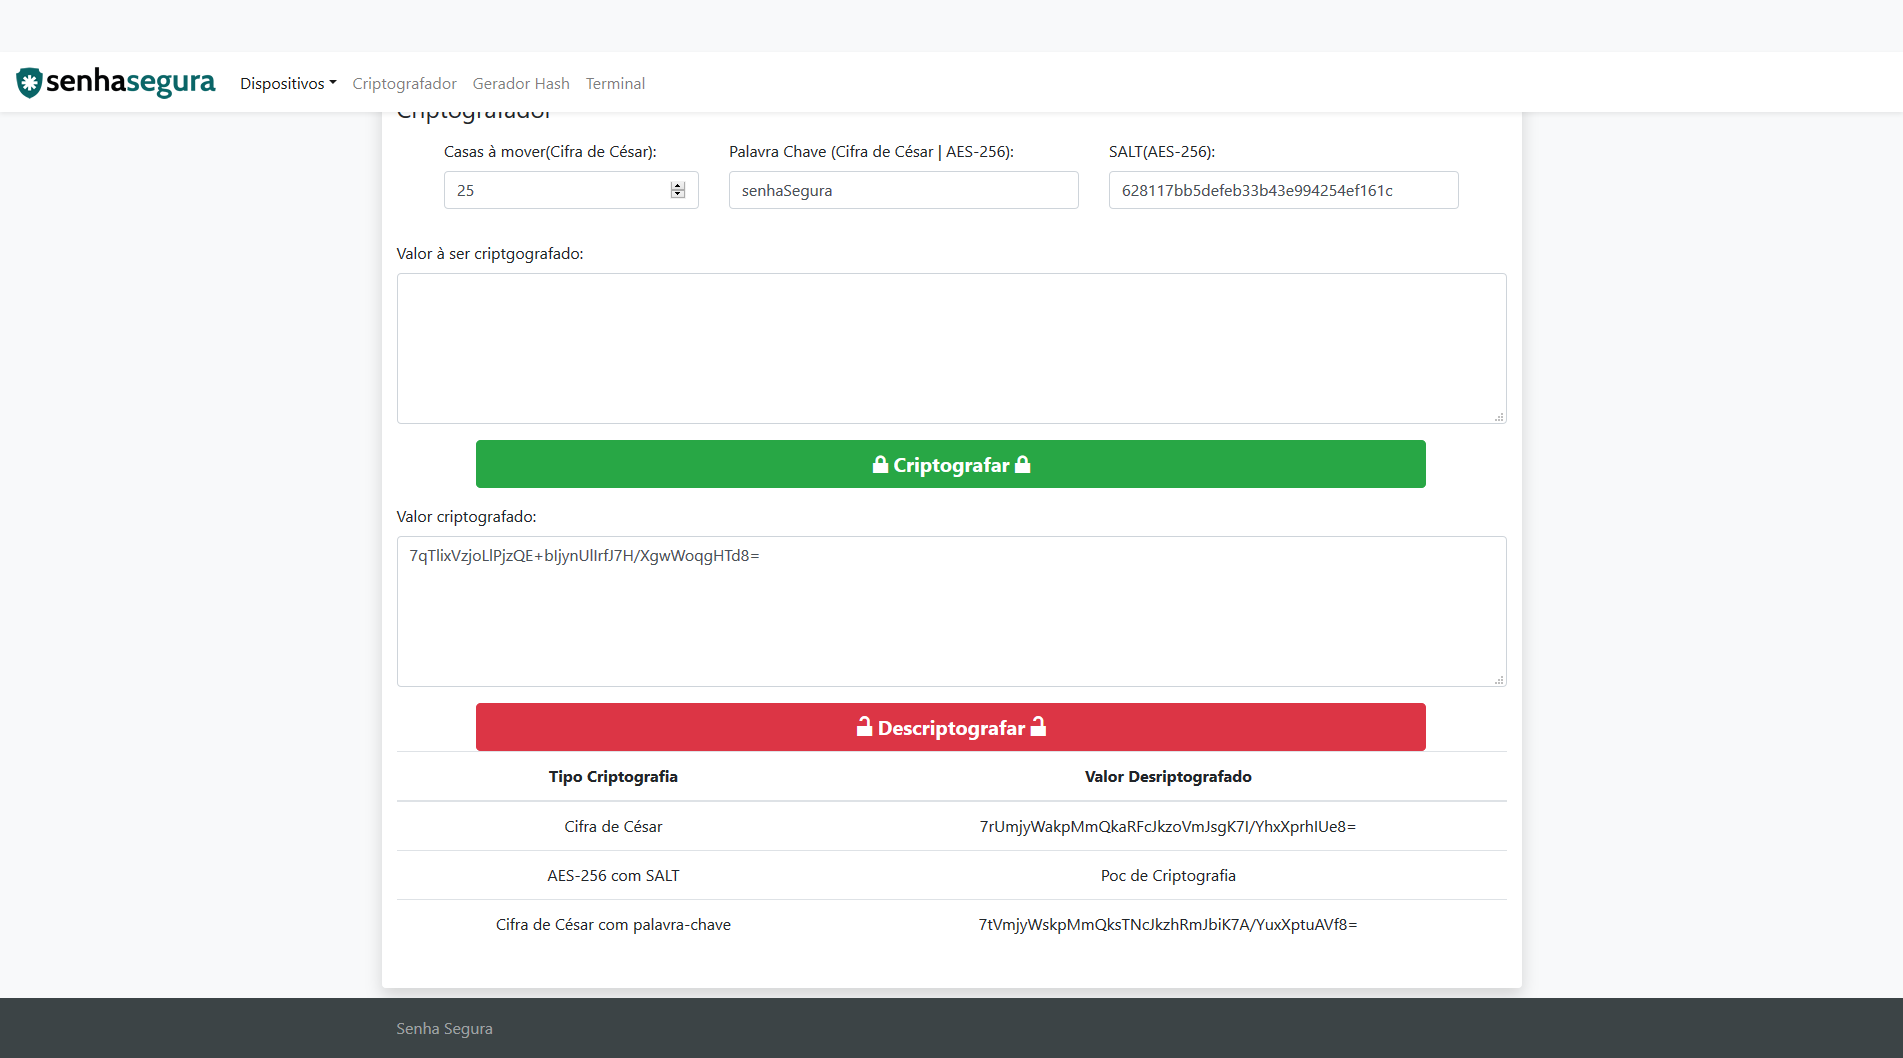 senhasegura Dispositivos Criptografador Gerador Hash Terminal
Criptografador
Casas à mover(Cifra de César): Palavra Chave (Cifra de César | AES-256): SALT(AES-256):
25 senhaSegura 628117bb5defeb33b43e994254ef161c
Valor à ser criptgografado:
Criptografar
Valor criptografado:
7qTlixVzjoLlPjzQE+bIjynUlIrfJ7H/XgwWoqgHTd8=
Descriptografar
Tipo Criptografia Valor Desriptografado
Cifra de César 7rUmjyWakpMmQkaRFcJkzoVmJsgK7I/YhxXprhIUe8=
AES-256 com SALT Poc de Criptografia
Cifra de César com palavra-chave 7tVmjyWskpMmQksTNcJkzhRmJbiK7A/YuxXptuAVf8=
Senha Segura